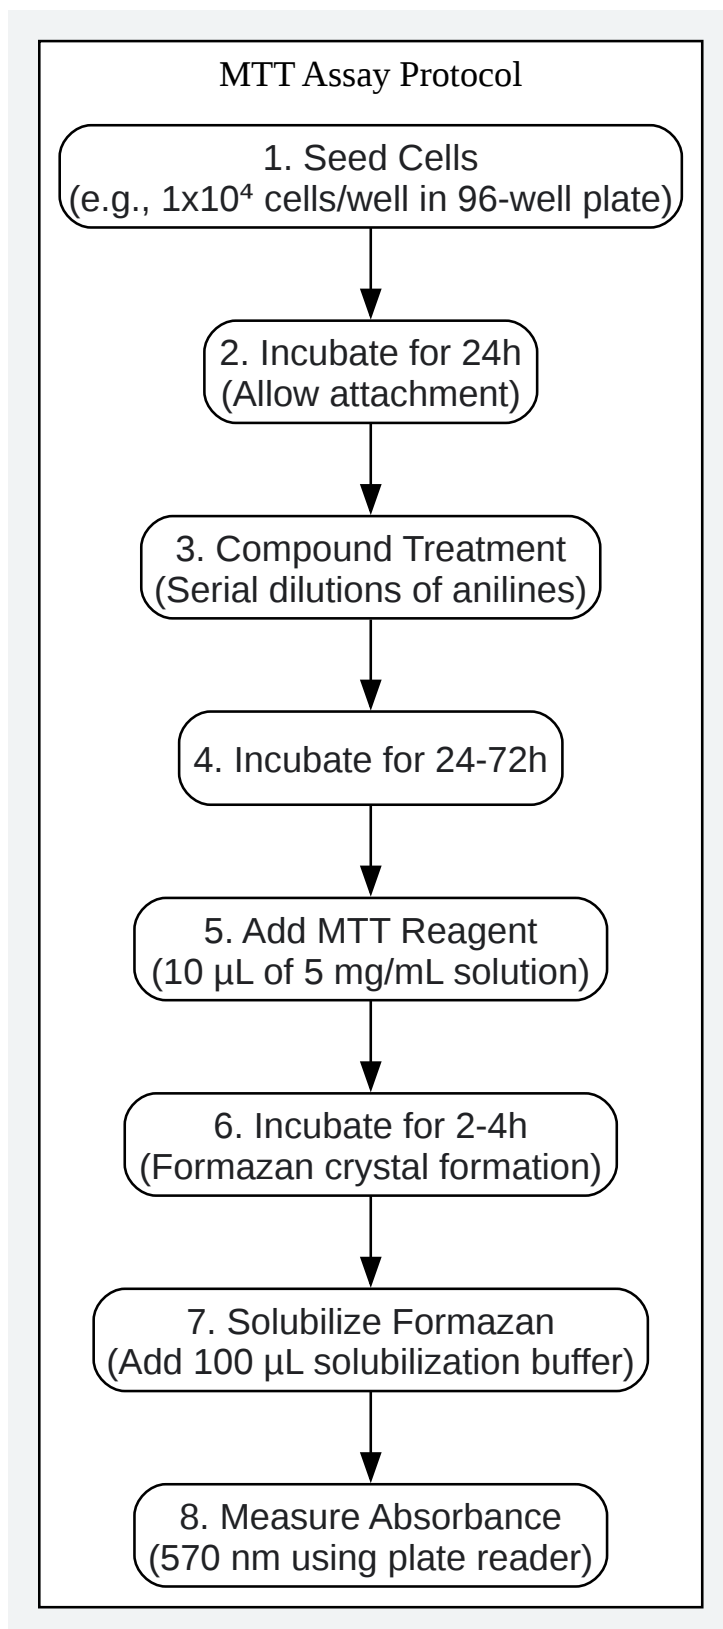 MTT Assay Protocol
1. Seed Cells
(e.g., 1x10⁴ cells/well in 96-well plate)
2. Incubate for 24h
(Allow attachment)
3. Compound Treatment
(Serial dilutions of anilines)
4. Incubate for 24-72h
5. Add MTT Reagent
(10 µL of 5 mg/mL solution)
6. Incubate for 2-4h
(Formazan crystal formation)
7. Solubilize Formazan
(Add 100 µL solubilization buffer)
8. Measure Absorbance
(570 nm using plate reader)